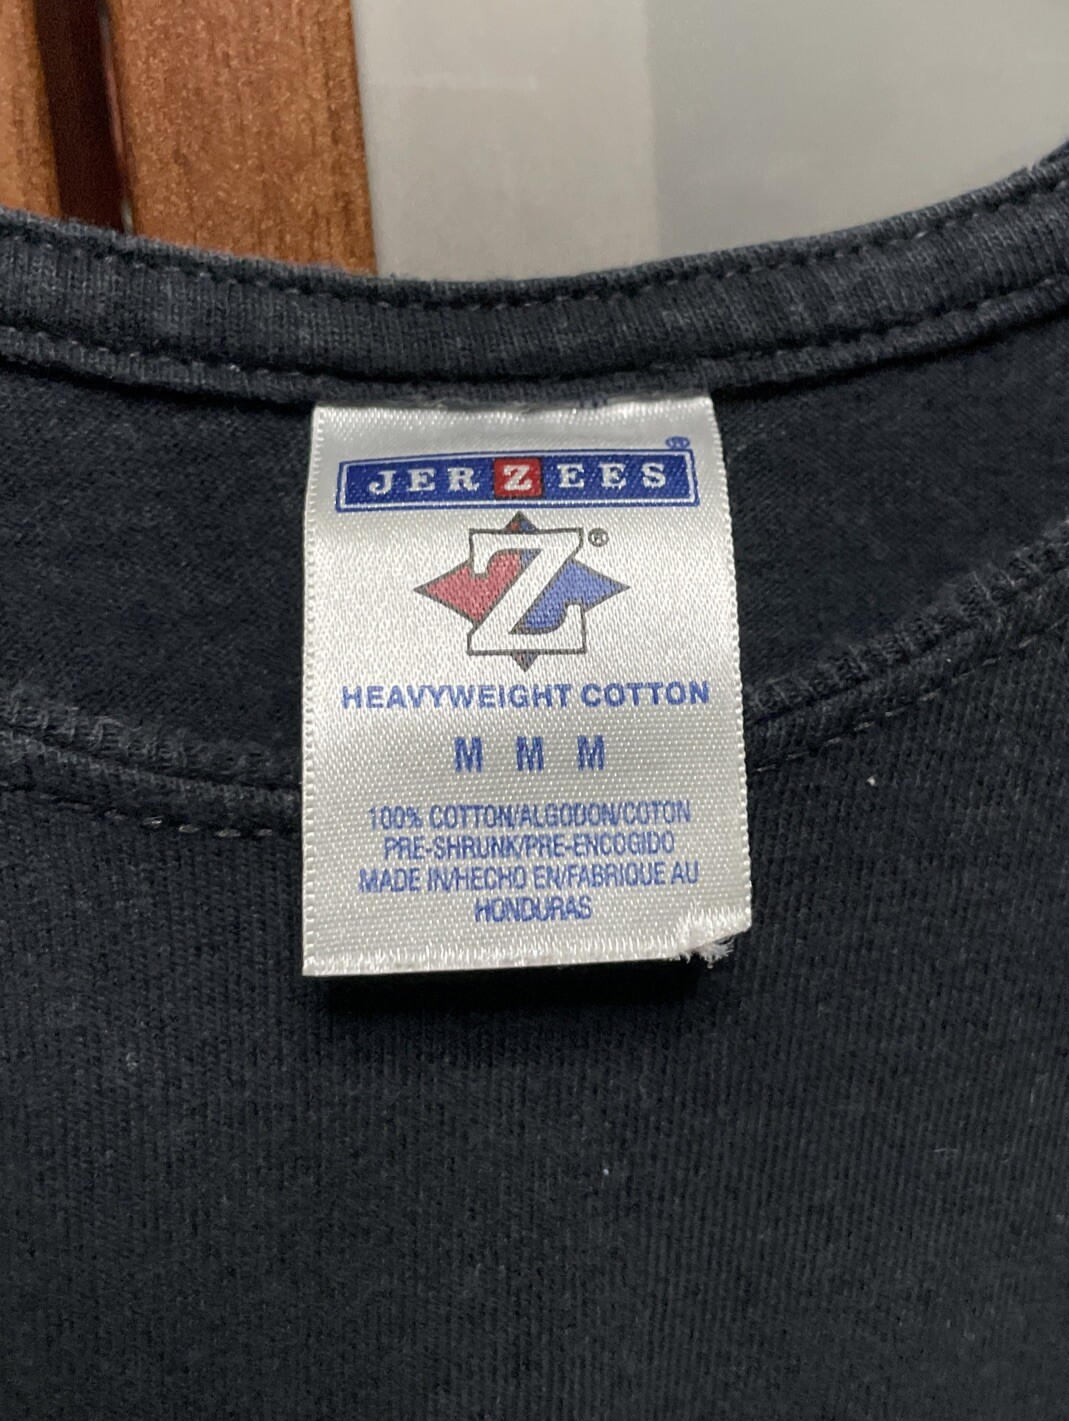 JERZEES®
Z®
HEAVYWEIGHT COTTON
M M M
100% COTTON/ALGODON/COTON
PRE-SHRUNK/PRE-ENCOGIDO
MADE IN/HECHO EN/FABRIQUE AU
HONDURAS